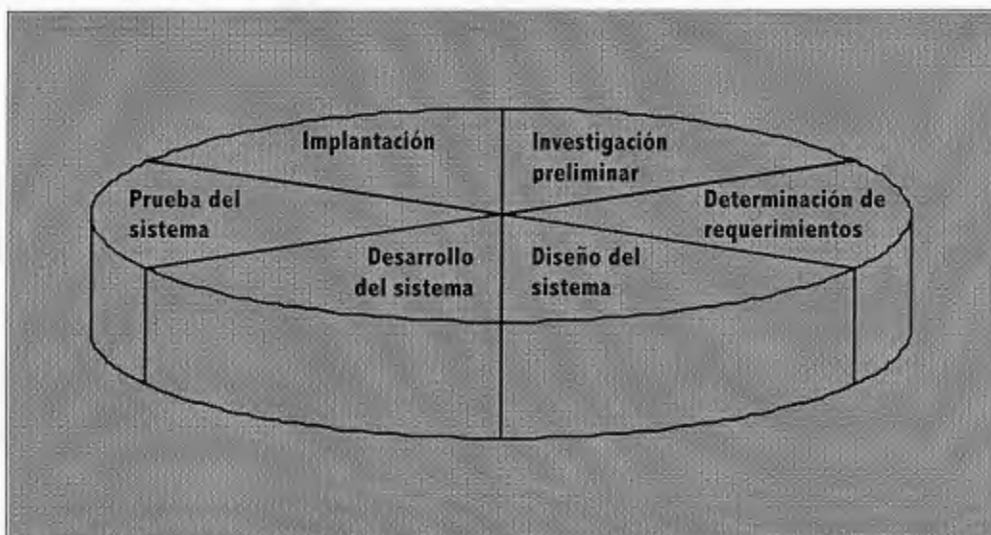 Implantación
Investigación
preliminar
Prueba del
sistema
Determinación de
requerimientos
Desarrollo
del sistema
Diseño del
sistema